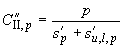 C″_{II, p} = p / (s′_p + s′_{u,l,p})